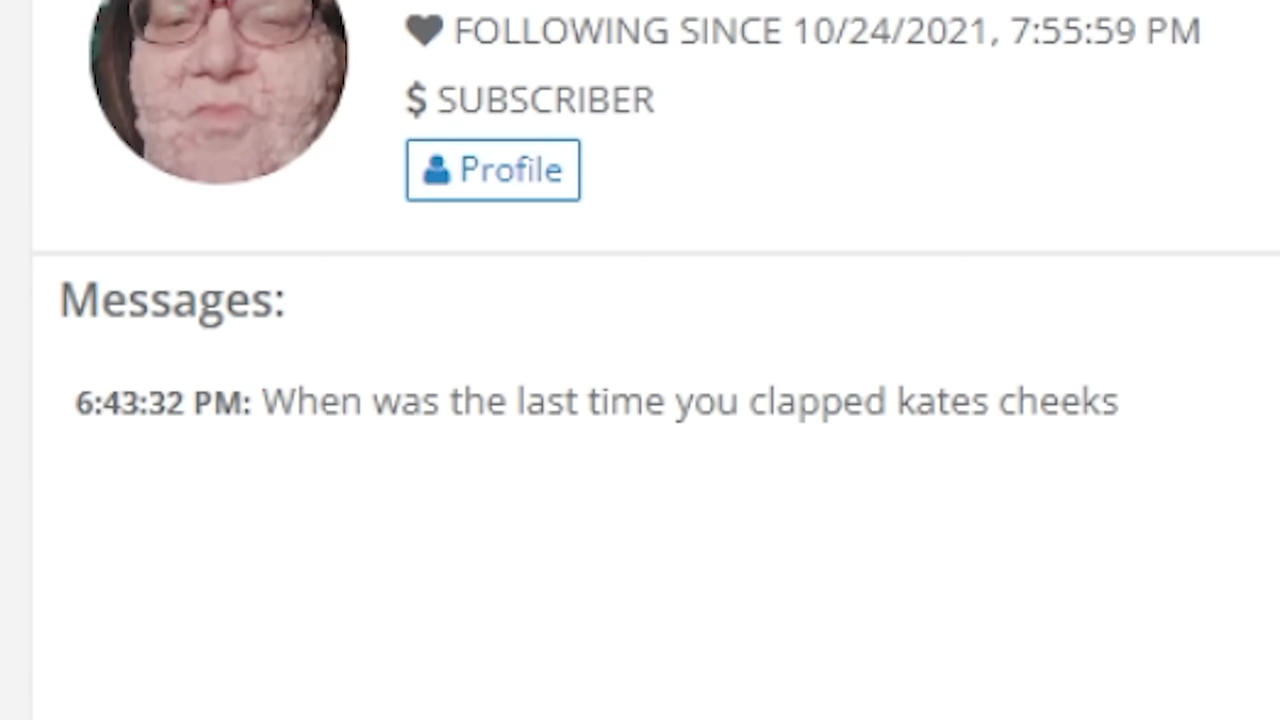 FOLLOWING SINCE 10/24/2021, 7:55:59 PM
$ SUBSCRIBER
Profile
Messages:
6:43:32 PM: When was the last time you clapped kates cheeks